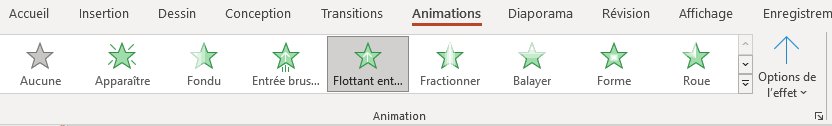 Accueil Insertion Dessin Conception Transitions Animations Diaporama Révision Affichage Enregistrem
Aucune Apparaître Fondu Entrée brus... Flottant ent... Fractionner Balayer Forme Roue Options de
l'effet
Animation